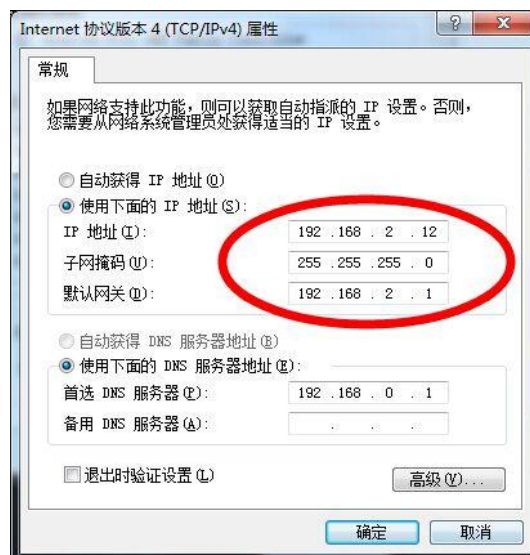 Internet 协议版本 4 (TCP/IPv4) 属性
常规
如果网络支持此功能，则可以获取自动指派的 IP 设置。否则，
您需要从网络系统管理员处获得适当的 IP 设置。
自动获得 IP 地址(O)
使用下面的 IP 地址(S):
IP 地址(I): 192 .168 . 2 . 12
子网掩码(U): 255 .255 .255 . 0
默认网关(D): 192 .168 . 2 . 1
自动获得 DNS 服务器地址(B)
使用下面的 DNS 服务器地址(E):
首选 DNS 服务器(P): 192 .168 . 0 . 1
备用 DNS 服务器(A): . . .
退出时验证设置(L)
高级(V)...
确定 取消